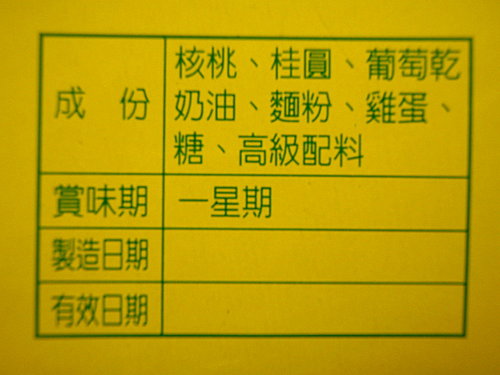 成份
核桃、桂圓、葡萄乾
奶油、麵粉、雞蛋、
糖、高級配料
賞味期 一星期
製造日期
有效日期